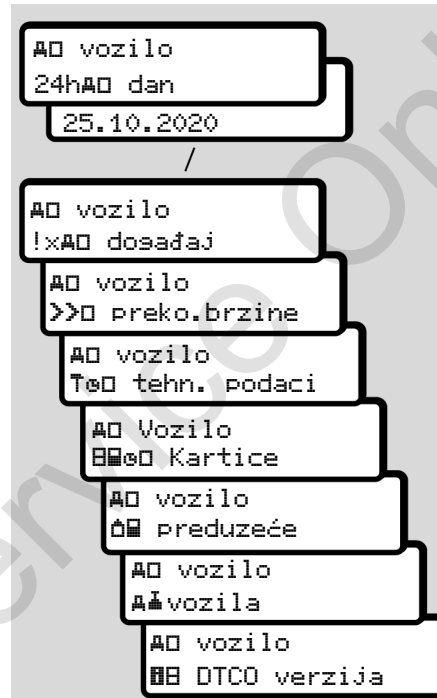 vozilo
24h dan
25.10.2020
/
vozilo
!x događaj
vozilo
>> preko.brzine
vozilo
tehn. podaci
Vozilo
Kartice
vozilo
preduzeće
vozilo
vozila
vozilo
DTCO verzija